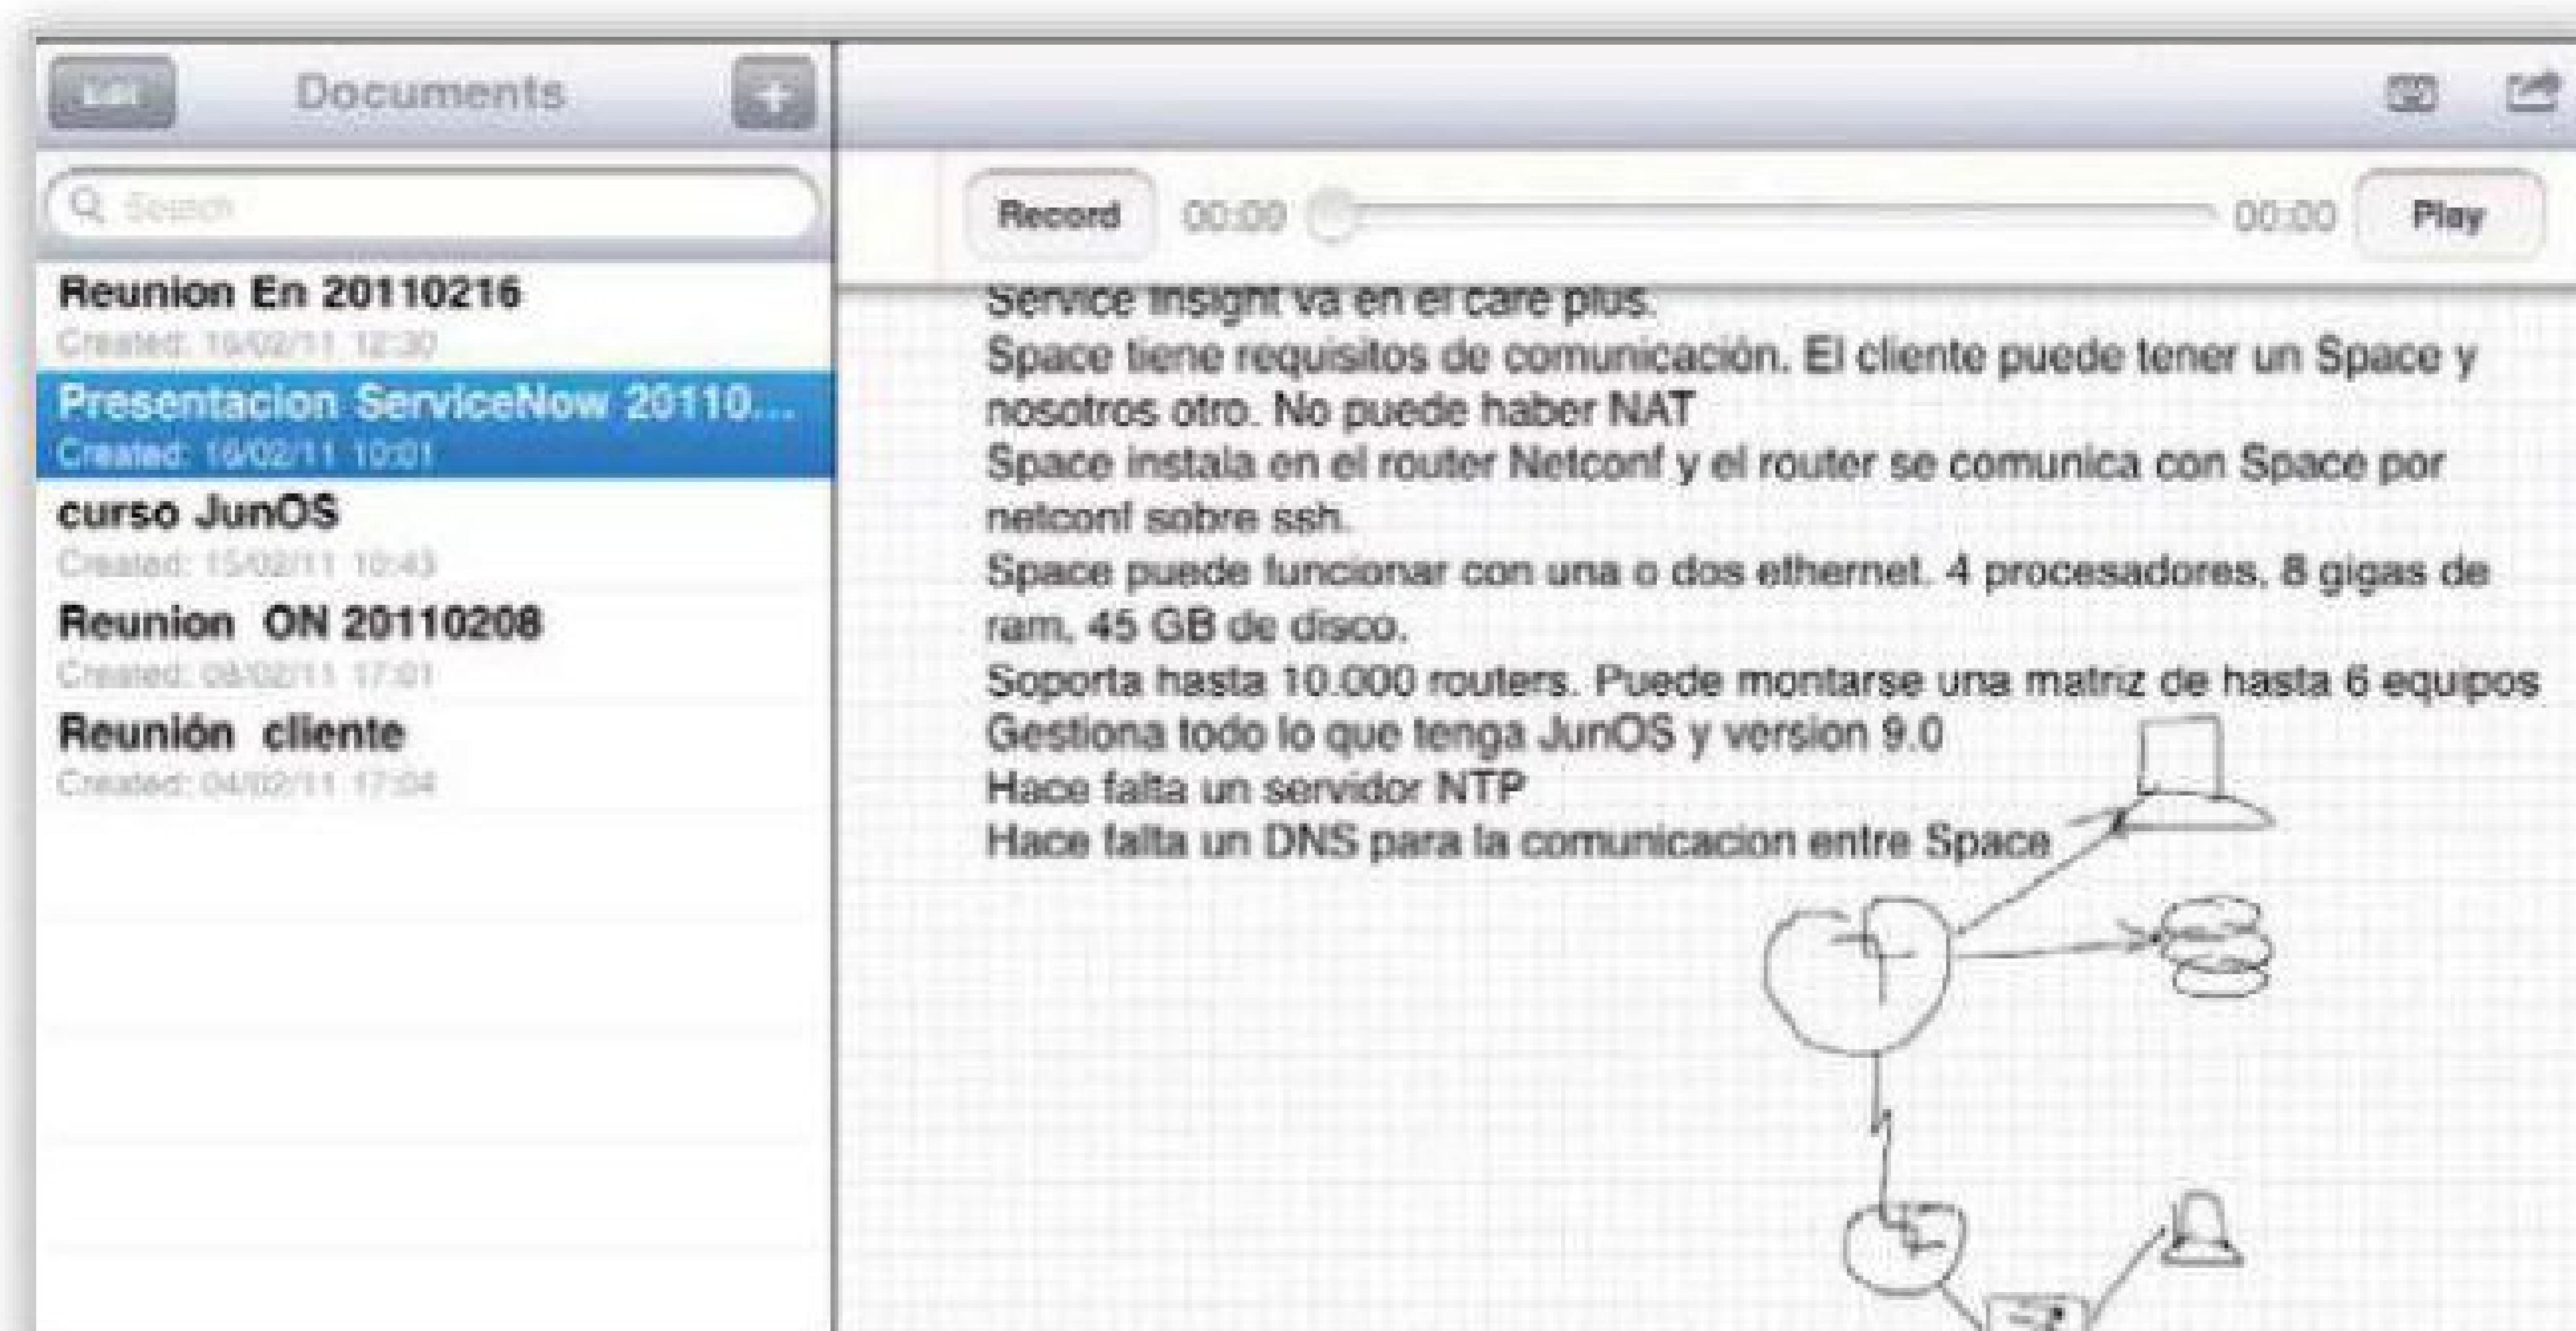 Edit
Documents
+
Search
Reunion En 20110216
Created: 16/02/11 12:30
Presentacion ServiceNow 20110...
Created: 16/02/11 10:01
curso JunOS
Created: 15/02/11 10:43
Reunion ON 20110208
Created: 08/02/11 17:01
Reunión cliente
Created: 04/02/11 17:04
Record
00:00
00:00
Play
Service Insight va en el care plus.
Space tiene requisitos de comunicación. El cliente puede tener un Space y
nosotros otro. No puede haber NAT
Space instala en el router Netconf y el router se comunica con Space por
netconf sobre ssh.
Space puede funcionar con una o dos ethernet. 4 procesadores, 8 gigas de
ram, 45 GB de disco.
Soporta hasta 10.000 routers. Puede montarse una matriz de hasta 6 equipos
Gestiona todo lo que tenga JunOS y version 9.0
Hace falta un servidor NTP
Hace falta un DNS para la comunicacion entre Space